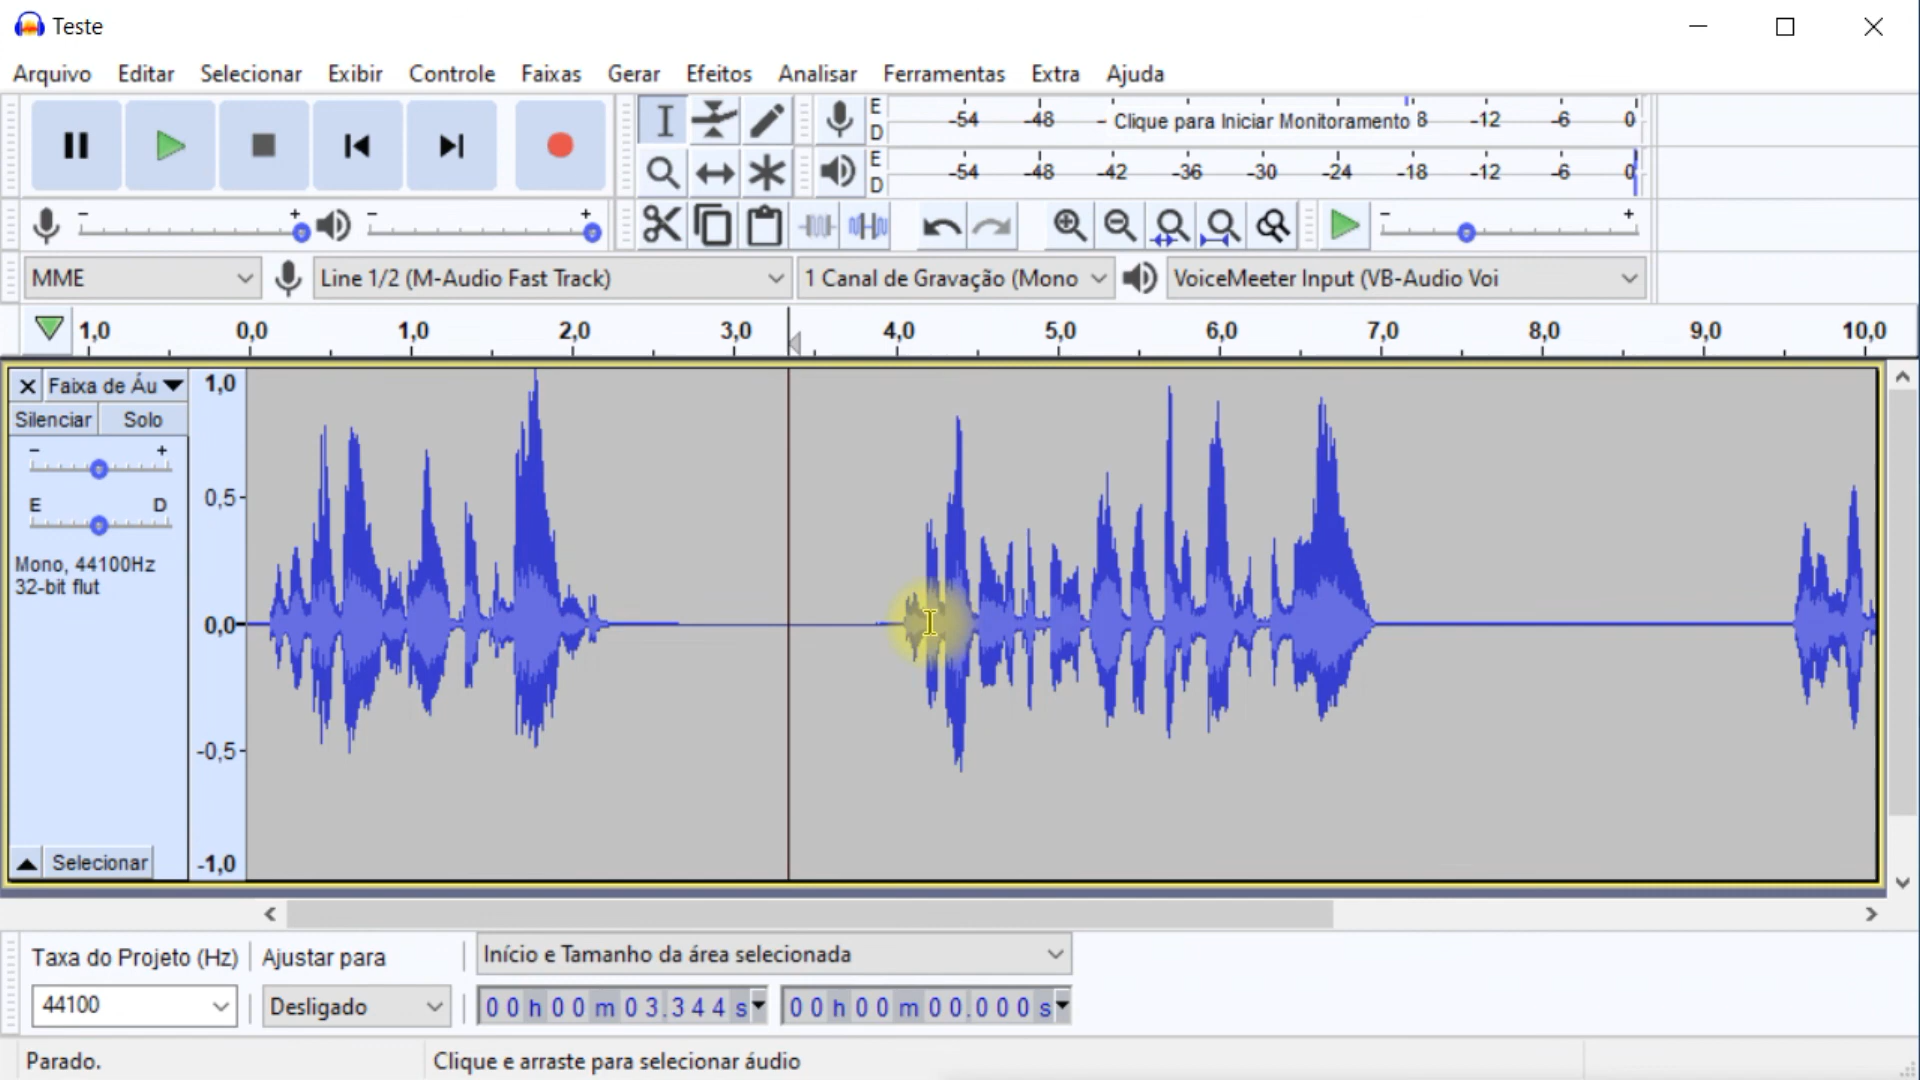 Teste
Arquivo Editar Selecionar Exibir Controle Faixas Gerar Efeitos Analisar Ferramentas Extra Ajuda
E D -54 -48 - Clique para Iniciar Monitoramento 8 -12 -6 0
E D -54 -48 -42 -36 -30 -24 -18 -12 -6 0
- + - + - +
MME Line 1/2 (M-Audio Fast Track) 1 Canal de Gravação (Mono VoiceMeeter Input (VB-Audio Voi
1,0 0,0 1,0 2,0 3,0 4,0 5,0 6,0 7,0 8,0 9,0 10,0
Faixa de Áu 1,0
Silenciar Solo
- +
0,5
E D
Mono, 44100Hz
32-bit flut
0,0
-0,5
Selecionar -1,0
Taxa do Projeto (Hz) Ajustar para Início e Tamanho da área selecionada
44100 Desligado 00h00m03.344s 00h00m00.000s
Parado. Clique e arraste para selecionar áudio